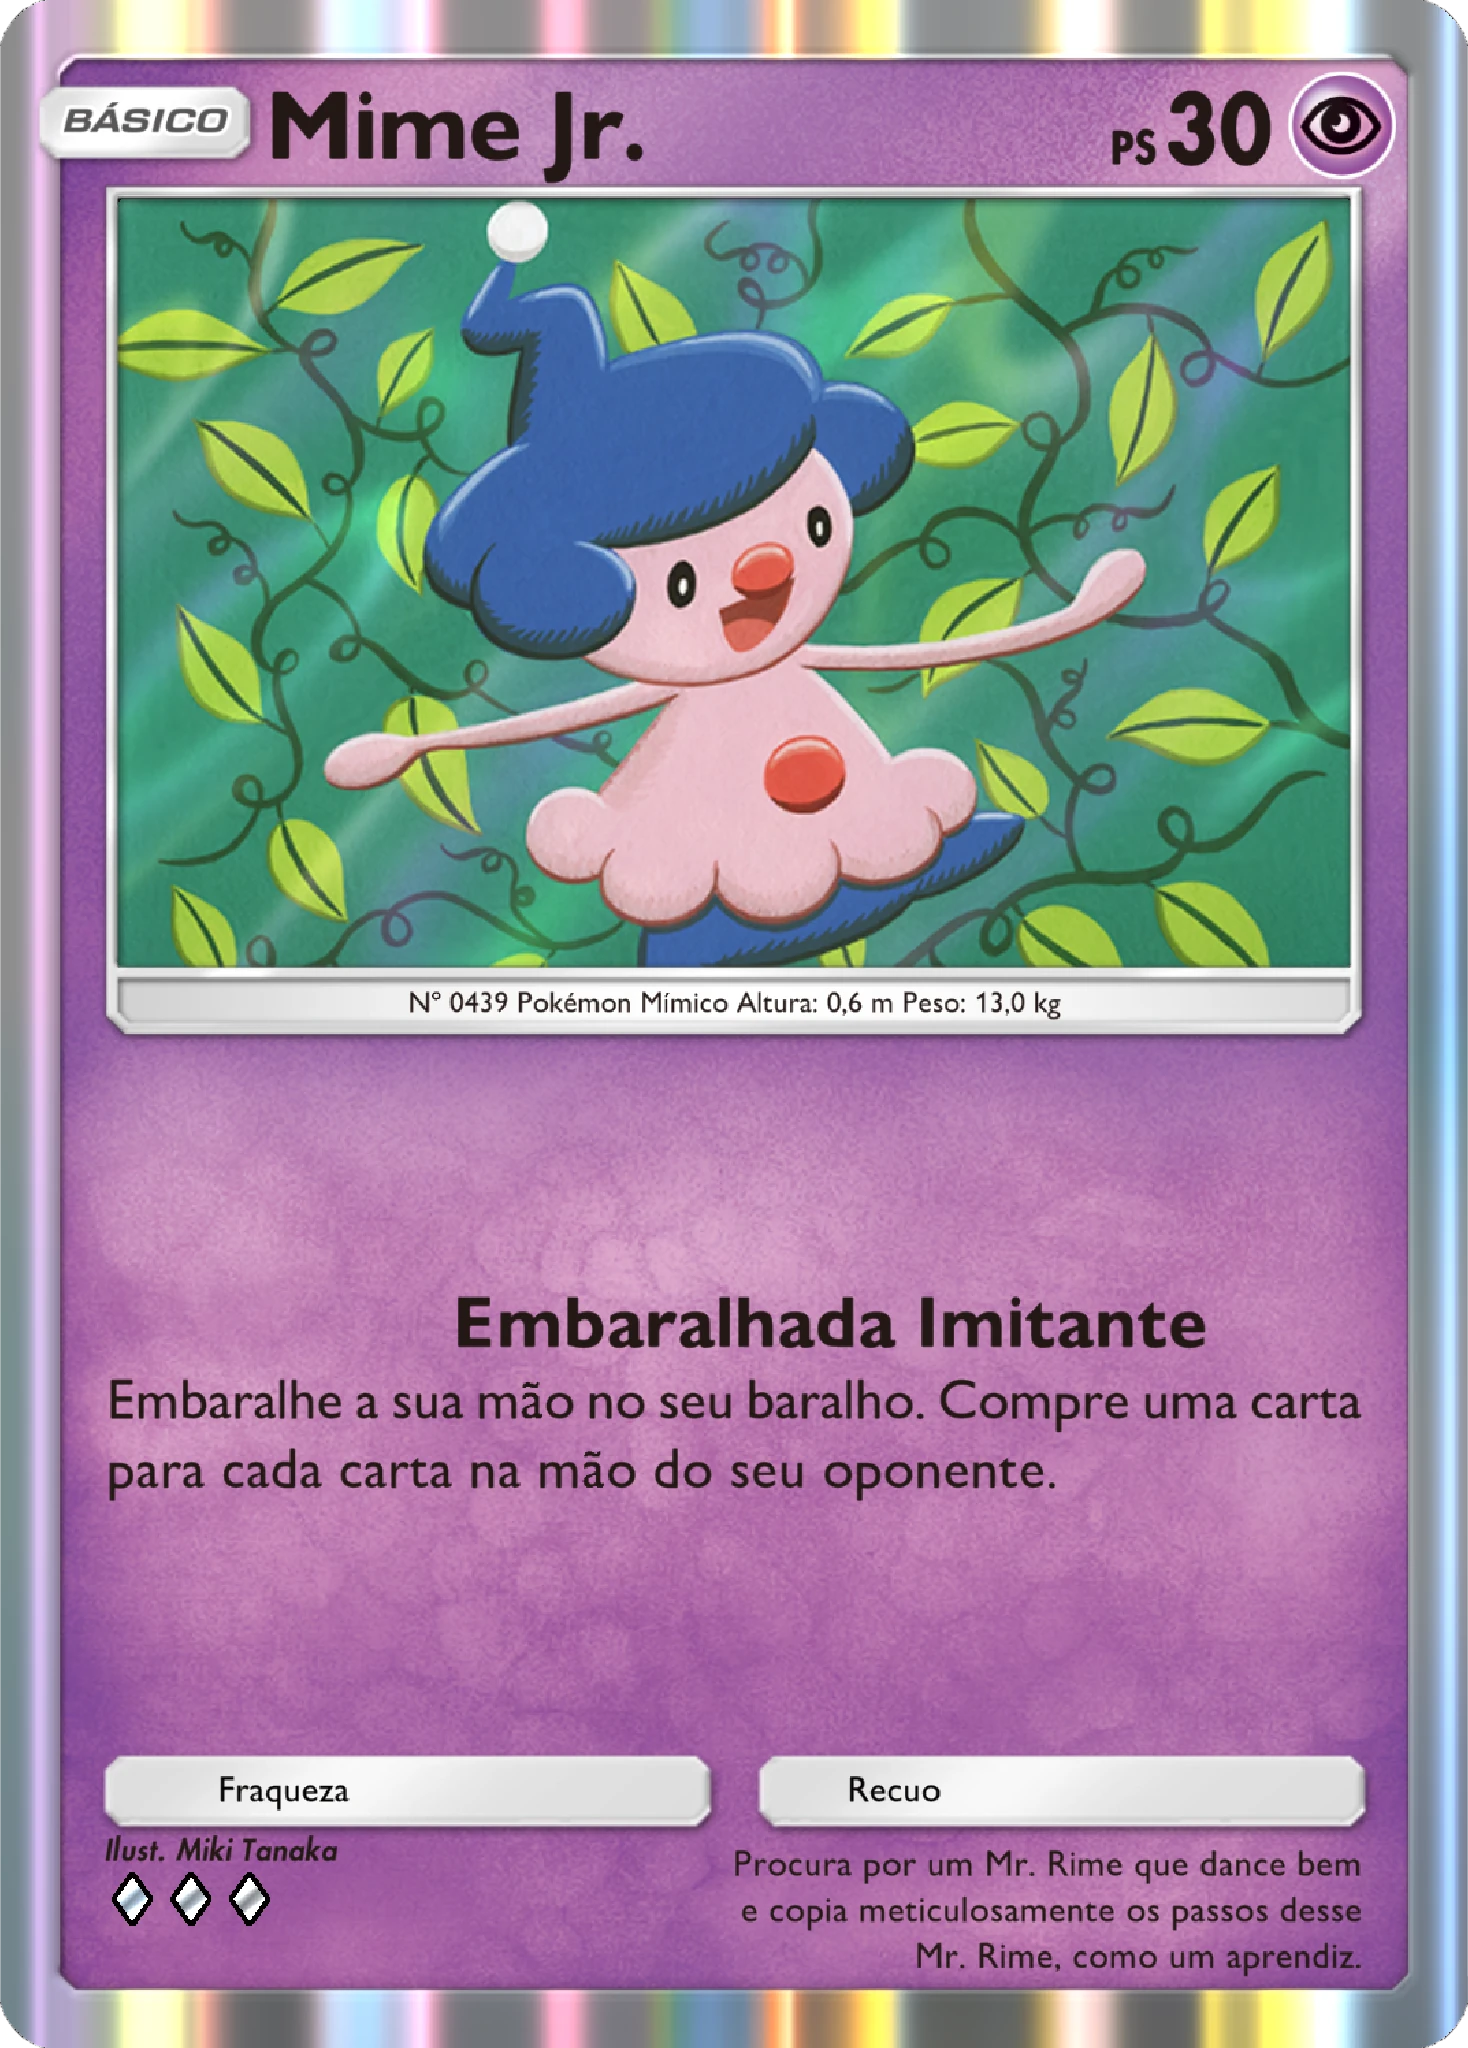 BÁSICO
Mime Jr.
PS 30
N° 0439 Pokémon Mímico Altura: 0,6 m Peso: 13,0 kg
Embaralhada Imitante
Embaralhe a sua mão no seu baralho. Compre uma carta
para cada carta na mão do seu oponente.
Fraqueza
Recuo
Ilust. Miki Tanaka
Procura por um Mr. Rime que dance bem
e copia meticulosamente os passos desse
Mr. Rime, como um aprendiz.